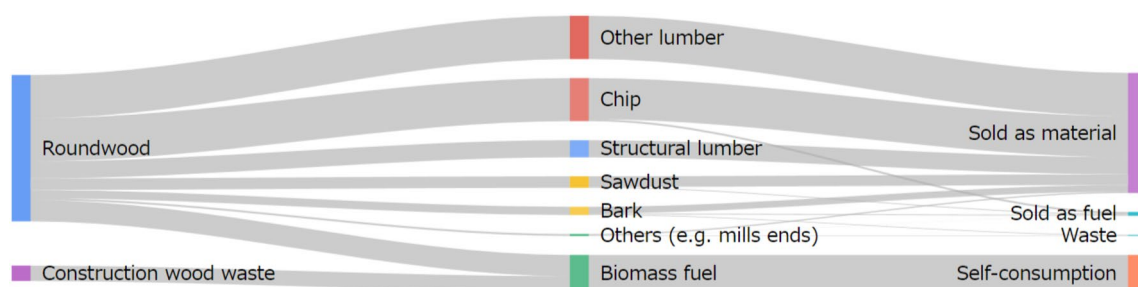 Other lumber
Chip
Sold as material
Roundwood
Structural lumber
Sawdust
Bark
Sold as fuel
Others (e.g. mills ends)
Waste
Construction wood waste
Biomass fuel
Self-consumption